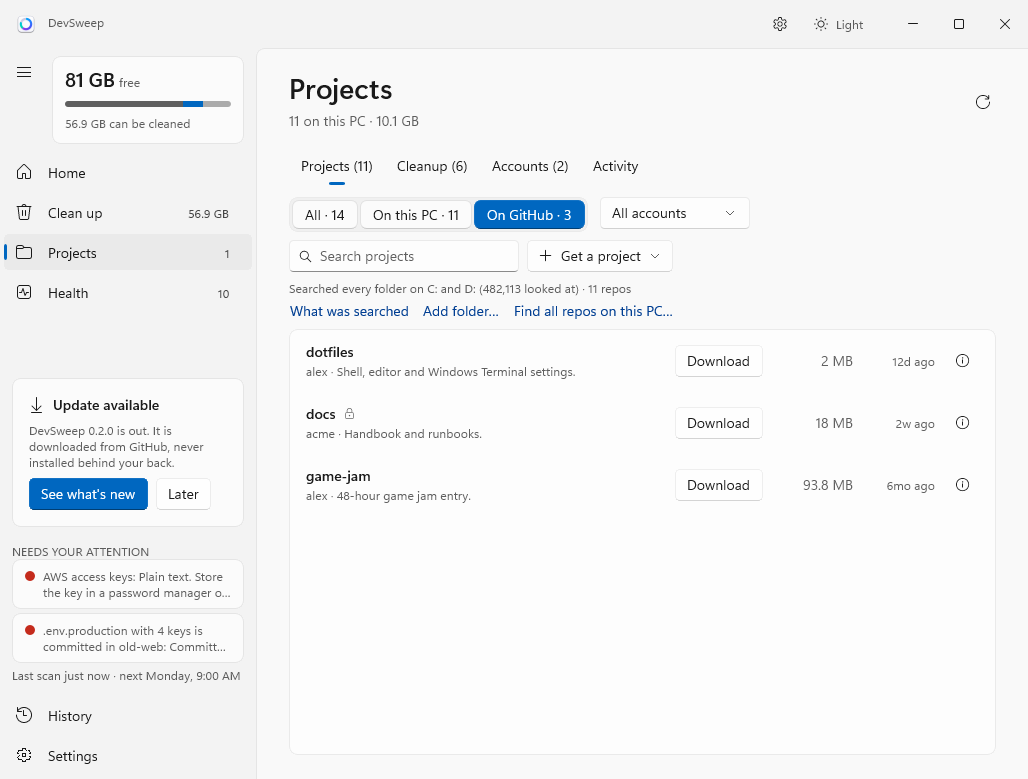 DevSweep
Light
81 GB free
56.9 GB can be cleaned
Home
Clean up 56.9 GB
Projects 1
Health 10
Update available
DevSweep 0.2.0 is out. It is
downloaded from GitHub, never
installed behind your back.
See what's new
Later
NEEDS YOUR ATTENTION
AWS access keys: Plain text. Store
the key in a password manager o...
.env.production with 4 keys is
committed in old-web: Committ...
Last scan just now · next Monday, 9:00 AM
History
Settings
Projects
11 on this PC · 10.1 GB
Projects (11) Cleanup (6) Accounts (2) Activity
All · 14 On this PC · 11 On GitHub · 3 All accounts
Search projects Get a project
Searched every folder on C: and D: (482,113 looked at) · 11 repos
What was searched Add folder... Find all repos on this PC...
dotfiles
alex · Shell, editor and Windows Terminal settings.
Download 2 MB 12d ago
docs
acme · Handbook and runbooks.
Download 18 MB 2w ago
game-jam
alex · 48-hour game jam entry.
Download 93.8 MB 6mo ago